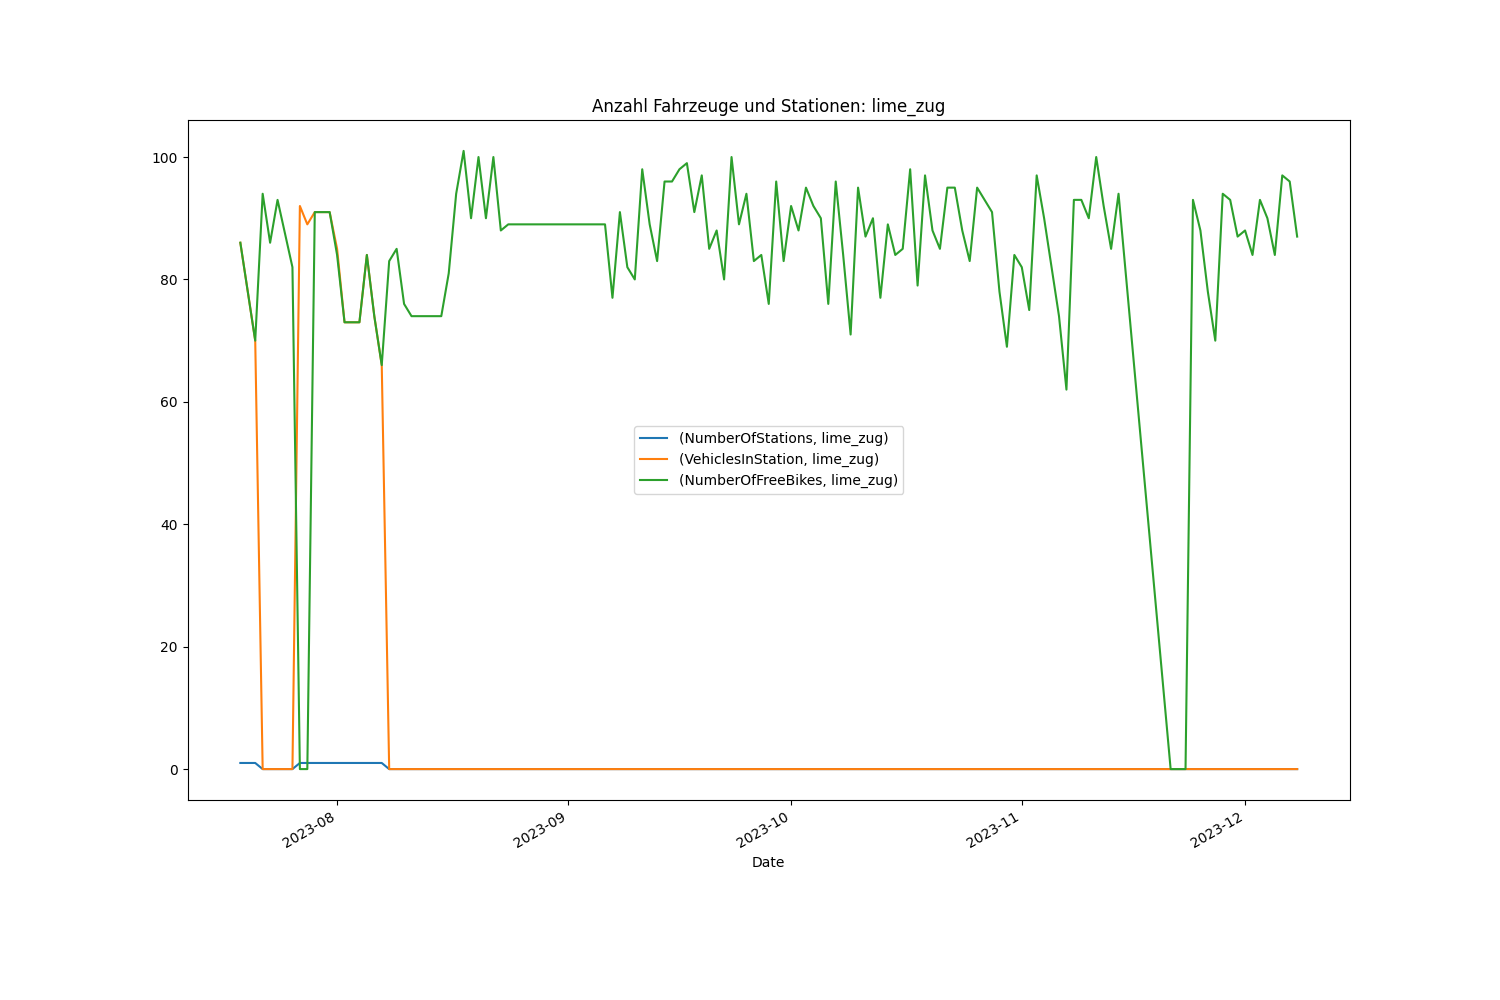 Anzahl Fahrzeuge und Stationen: lime_zug
100
80
60
40
20
0
(NumberOfStations, lime_zug)
(VehiclesInStation, lime_zug)
(NumberOfFreeBikes, lime_zug)
2023-08
2023-09
2023-10
2023-11
2023-12
Date